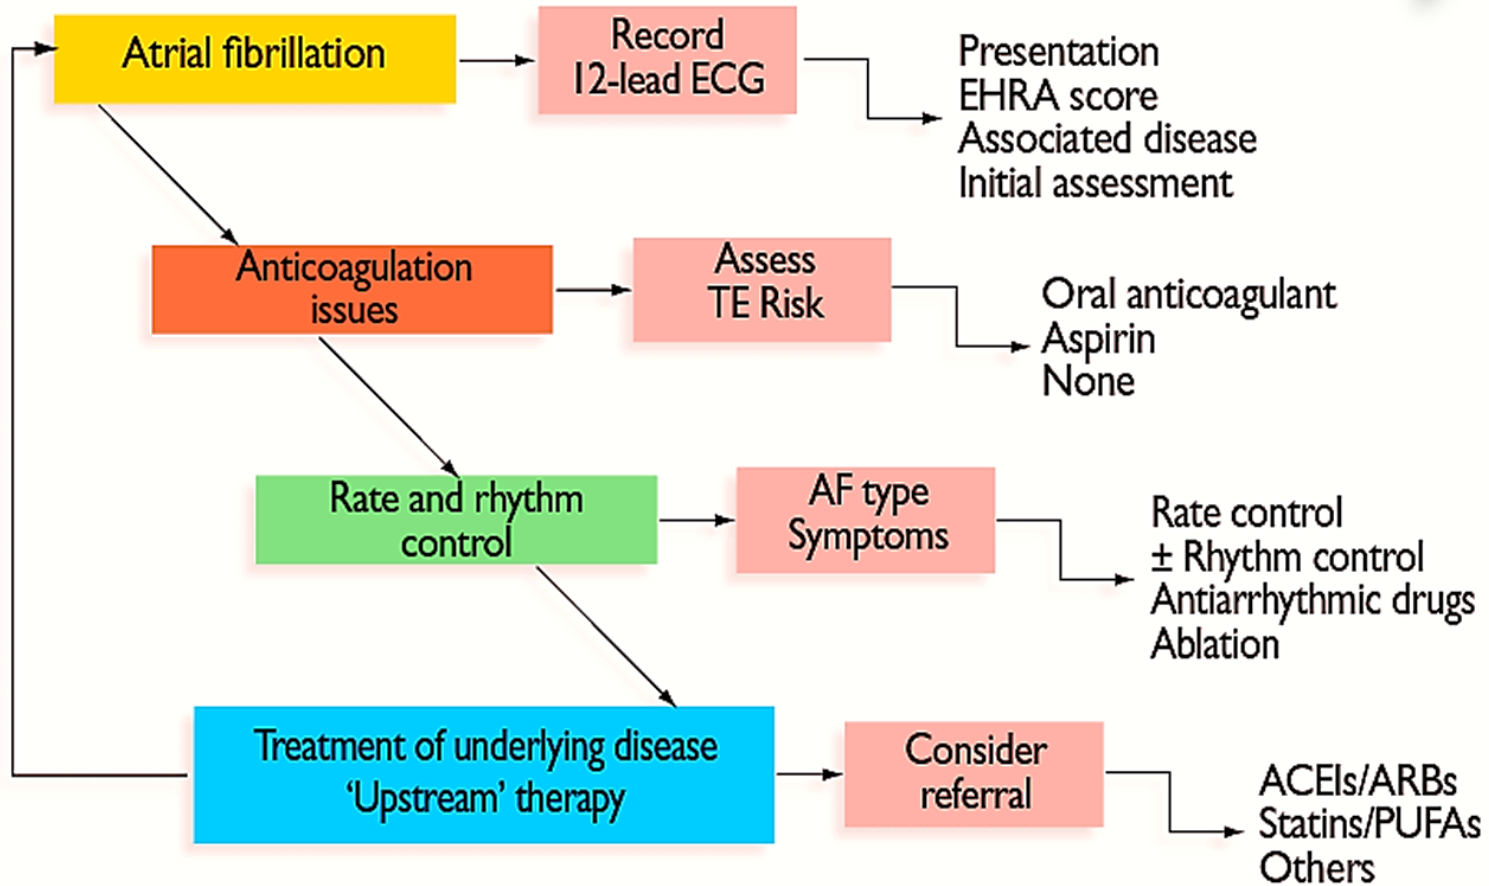 Atrial fibrillation
Record
12-lead ECG
Presentation
EHRA score
Associated disease
Initial assessment
Anticoagulation
issues
Assess
TE Risk
Oral anticoagulant
Aspirin
None
Rate and rhythm
control
AF type
Symptoms
Rate control
± Rhythm control
Antiarrhythmic drugs
Ablation
Treatment of underlying disease
‘Upstream’ therapy
Consider
referral
ACEIs/ARBs
Statins/PUFAs
Others